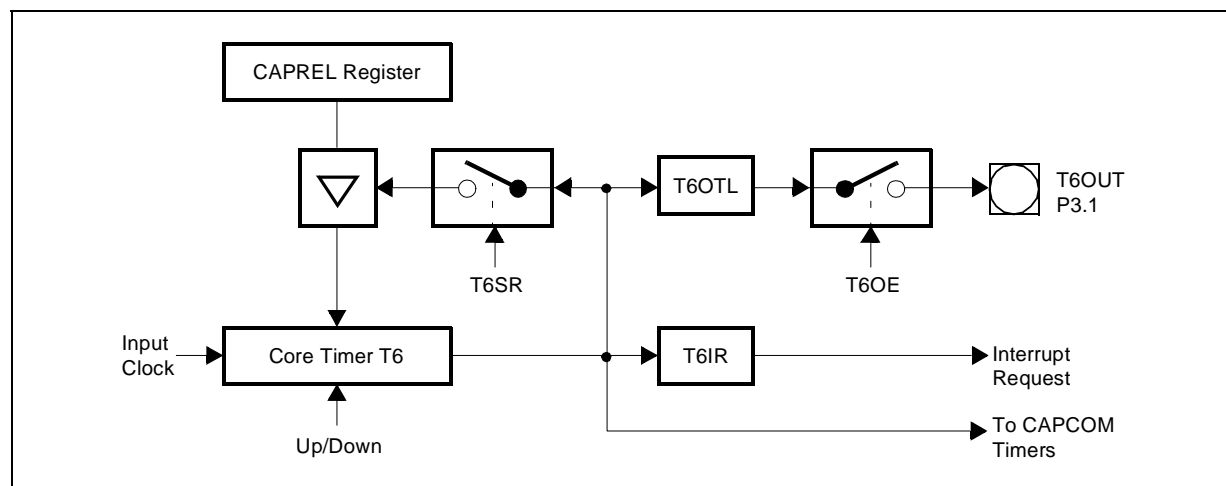 CAPREL Register
T6OTL
T6OUT
P3.1
T6SR
T6OE
Input
Clock
Core Timer T6
T6IR
Interrupt
Request
Up/Down
To CAPCOM
Timers